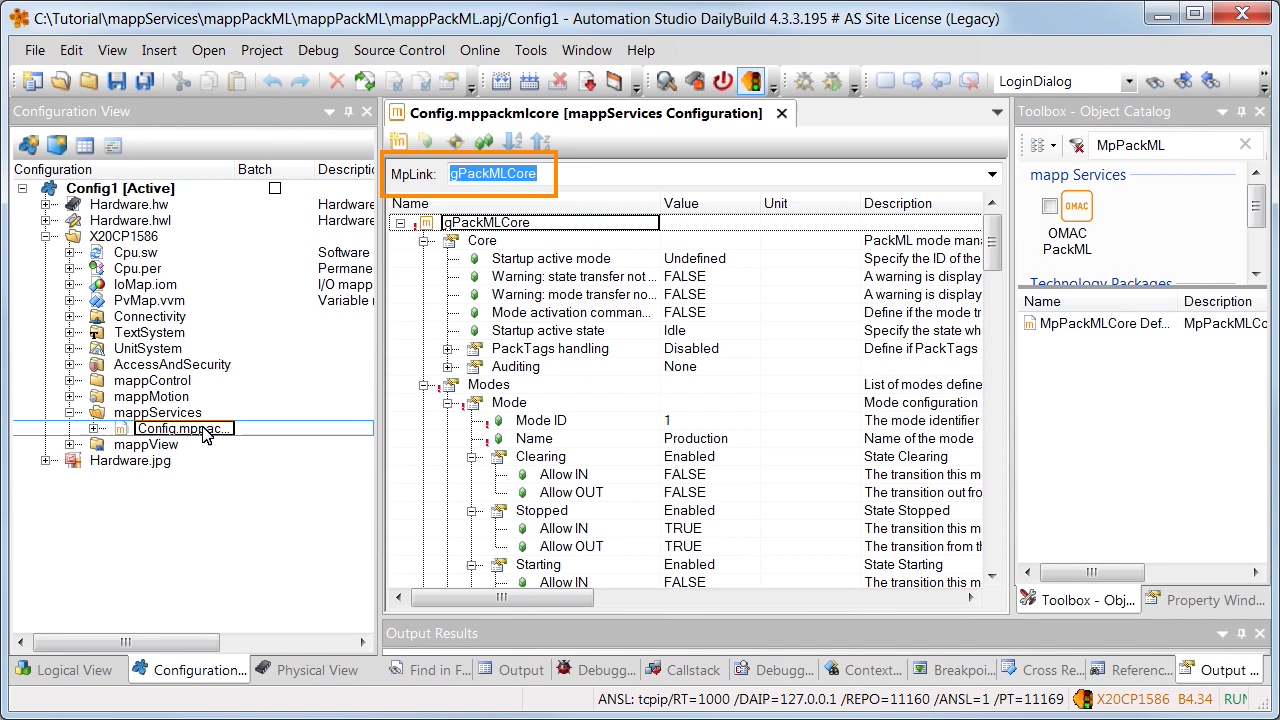 C:\Tutorial\mappServices\mappPackML\mappPackML\mappPackML.apj/Config1 - Automation Studio DailyBuild 4.3.3.195 # AS Site License (Legacy)
File Edit View Insert Open Project Debug Source Control Online Tools Window Help
LoginDialog
Configuration View
Configuration Batch Descripti
Config1 [Active]
Hardware.hw Hardware
Hardware.hwl Hardware
X20CP1586
Cpu.sw Software
Cpu.per Permane
IoMap.iom I/O mapp
PvMap.vvm Variable
Connectivity
TextSystem
UnitSystem
AccessAndSecurity
mappControl
mappMotion
mappServices
Config.mppac...
mappView
Hardware.jpg
Logical View Configuration... Physical View
Config.mppackmlcore [mappServices Configuration]
MpLink: gPackMLCore
Name Value Unit Description
gPackMLCore
Core PackML mode mana
Startup active mode Undefined Specify the ID of the
Warning: state transfer not ... FALSE A warning is display
Warning: mode transfer no... FALSE A warning is display
Mode activation comman... FALSE Define if the mode tr
Startup active state Idle Specify the state wh
PackTags handling Disabled Define if PackTags
Auditing None
Modes List of modes define
Mode Mode configuration
Mode ID 1 The mode identifier
Name Production Name of the mode
Clearing Enabled State Clearing
Allow IN FALSE The transition this m
Allow OUT FALSE The transition out fro
Stopped Enabled State Stopped
Allow IN TRUE The transition this m
Allow OUT TRUE The transition from t
Starting Enabled State Starting
Allow IN FALSE The transition this m
Output Results
Find in F... Output Debugg... Callstack Debugg... Context... Breakpoi... Cross Re... Referenc... Output ...
Toolbox - Object Catalog
MpPackML
mapp Services
OMAC
OMAC
PackML
Technology Packages
Name Description
MpPackMLCore Def... MpPackMLCo
Toolbox - Obj... Property Wind...
ANSL: tcpip/RT=1000 /DAIP=127.0.0.1 /REPO=11160 /ANSL=1 /PT=11169 X20CP1586 B4.34 RUN